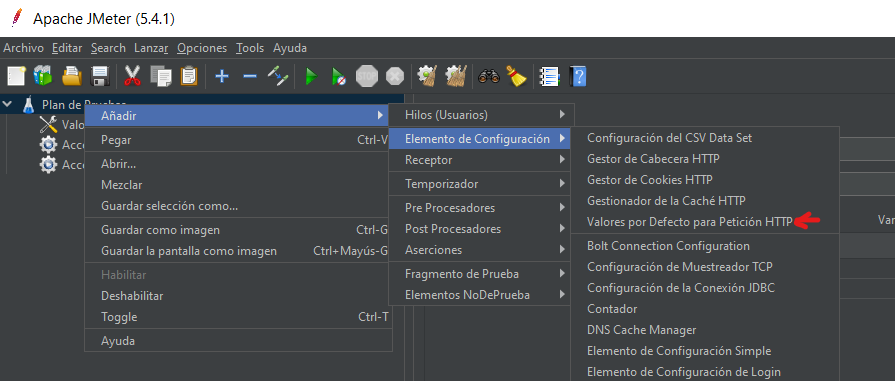 Apache JMeter (5.4.1)
Archivo Editar Search Lanzar Opciones Tools Ayuda
STOP
Plan de Pruebas
Valo
Acce
Acce
Añadir
Pegar Ctrl-V
Abrir...
Mezclar
Guardar selección como...
Guardar como imagen Ctrl-G
Guardar la pantalla como imagen Ctrl+Mayús-G
Habilitar
Deshabilitar
Toggle Ctrl-T
Ayuda
Hilos (Usuarios)
Elemento de Configuración
Receptor
Temporizador
Pre Procesadores
Post Procesadores
Aserciones
Fragmento de Prueba
Elementos NoDePrueba
Configuración del CSV Data Set
Gestor de Cabecera HTTP
Gestor de Cookies HTTP
Gestionador de la Caché HTTP
Valores por Defecto para Petición HTTP
Bolt Connection Configuration
Configuración de Muestreador TCP
Configuración de la Conexión JDBC
Contador
DNS Cache Manager
Elemento de Configuración Simple
Elemento de Configuración de Login
Var